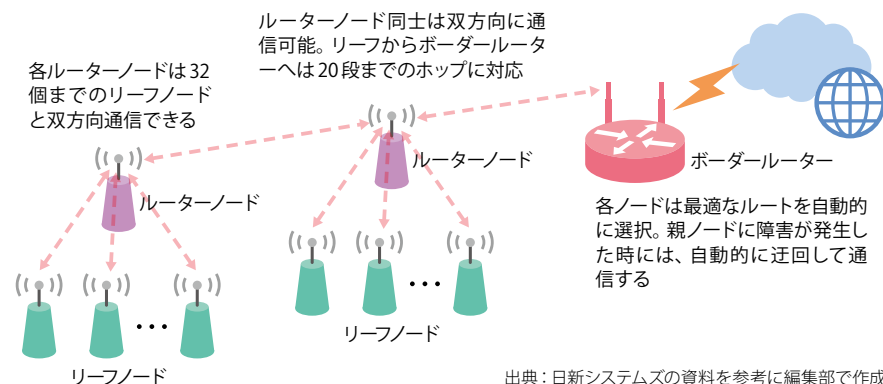 ルーターノード同士は双方向に通
信可能。リーフからボーダールータ
ーへは20段までのホップに対応
各ルーターノードは32
個までのリーフノード
と双方向通信できる
ルーターノード
ボーダールーター
ルーターノード
各ノードは最適なルートを自動的
に選択。親ノードに障害が発生し
た時には、自動的に迂回して通
信する
リーフノード
リーフノード
出典：日新システムズの資料を参考に編集部で作成